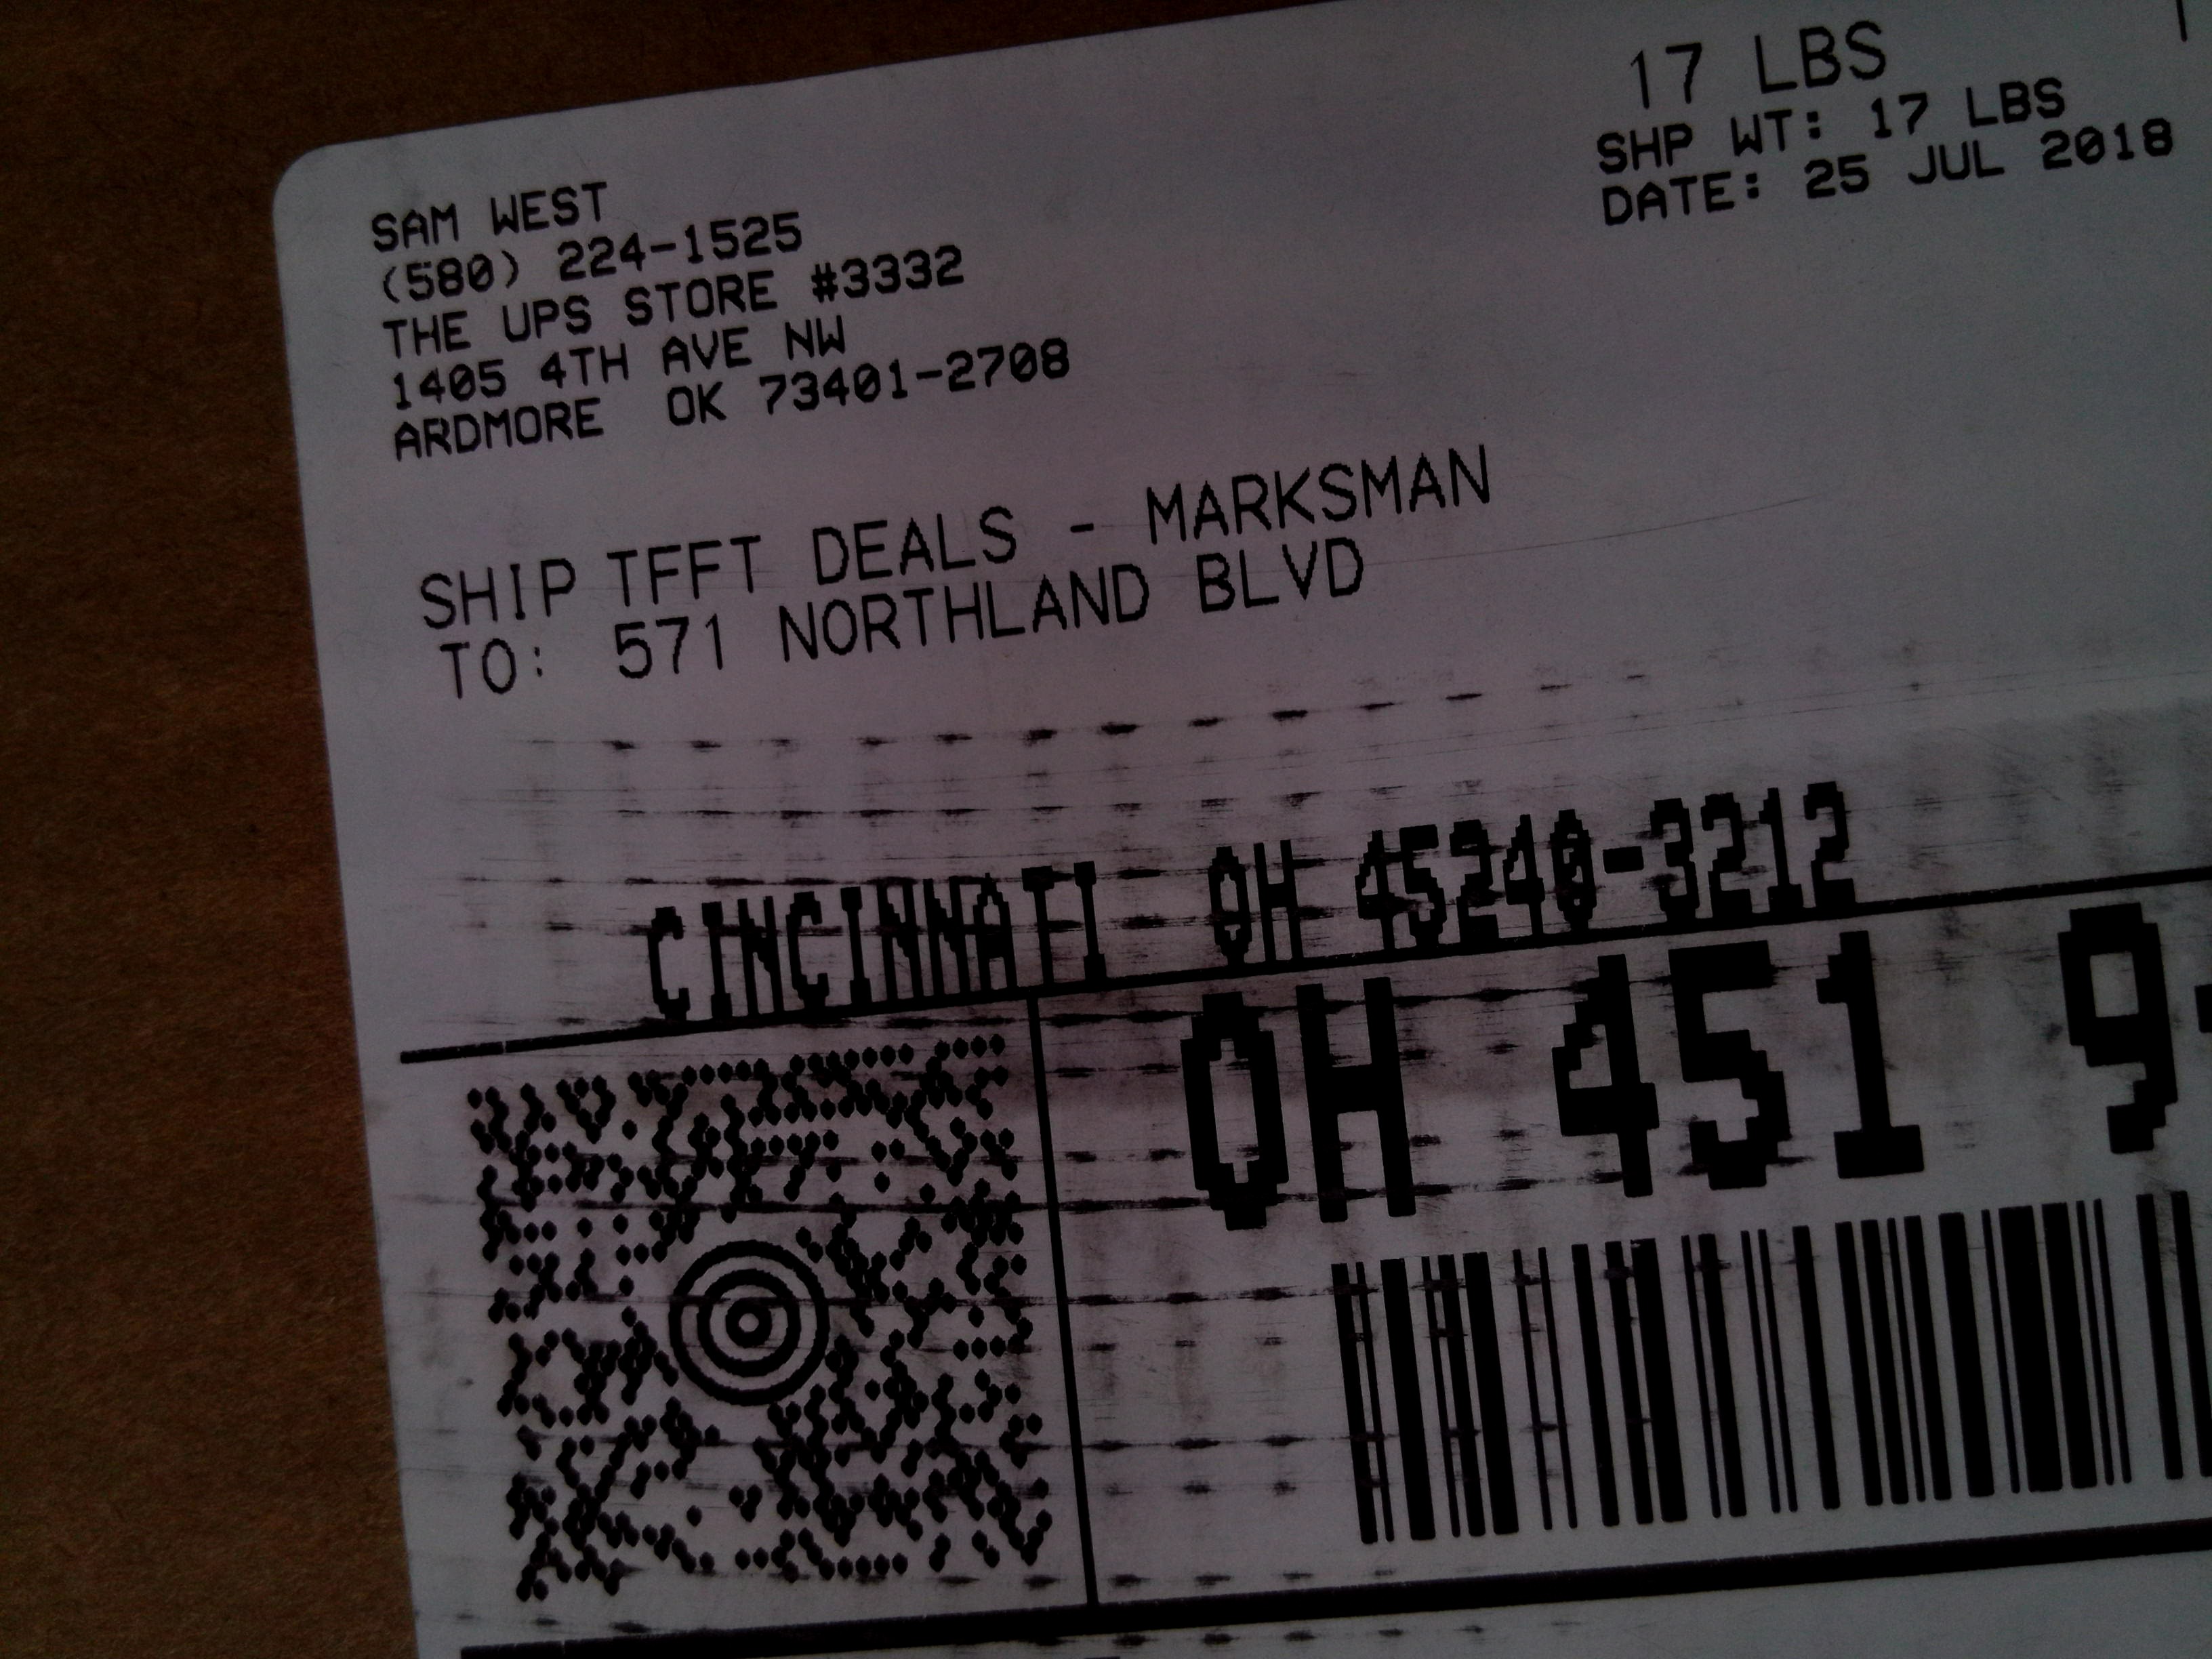 17 LBS
SHP WT: 17 LBS
DATE: 25 JUL 2018
SAM WEST
(580) 224-1525
THE UPS STORE #3332
1405 4TH AVE NW
ARDMORE  OK 73401-2708
SHIP TFFT DEALS - MARKSMAN
TO: 571 NORTHLAND BLVD
CINCINNATI  OH 45240-3212
OH 451 9-